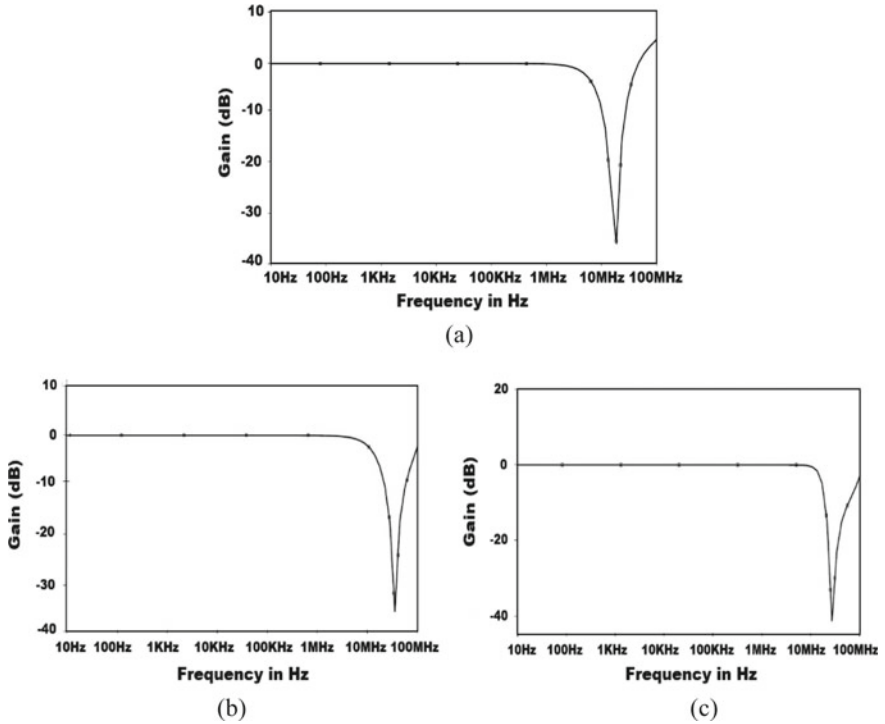 10
0
-10
-20
-30
-40
Gain (dB)
10Hz 100Hz 1KHz 10KHz 100KHz 1MHz 10MHz 100MHz
Frequency in Hz
(a)
10
0
-10
-20
-30
-40
Gain (dB)
10Hz 100Hz 1KHz 10KHz 100KHz 1MHz 10MHz 100MHz
Frequency in Hz
(b)
20
0
-20
-40
Gain (dB)
10Hz 100Hz 1KHz 10KHz 100KHz 1MHz 10MHz 100MHz
Frequency in Hz
(c)